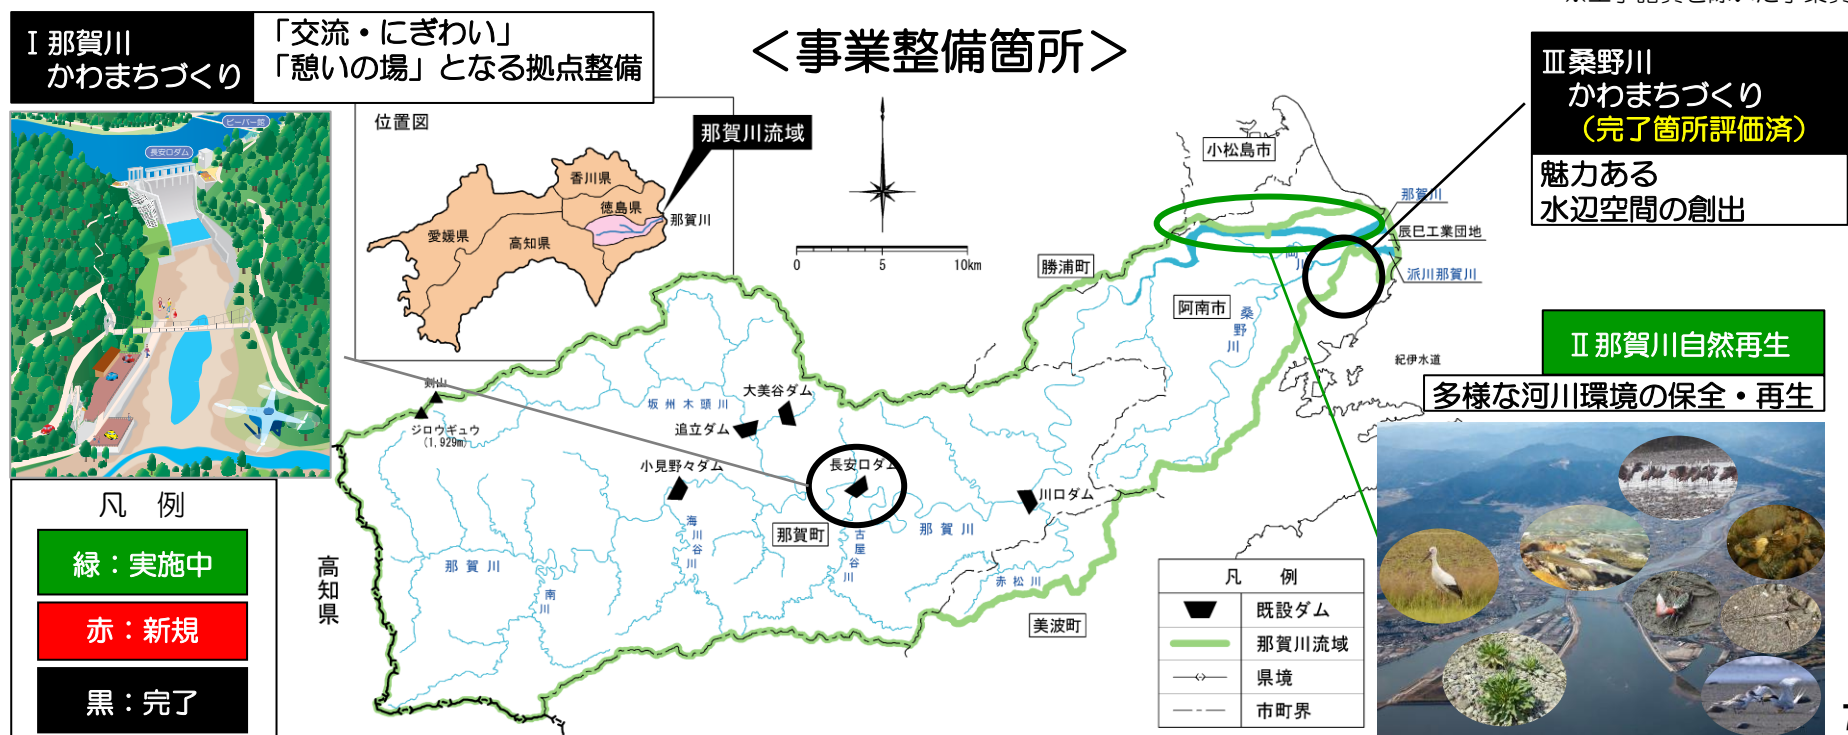 Ⅰ 那賀川
かわまちづくり
「交流・にぎわい」
「憩いの場」となる拠点整備
＜事業整備箇所＞
Ⅲ桑野川
かわまちづくり
（完了箇所評価済）
魅力ある
水辺空間の創出
ビーバー館
長安口ダム
位置図
那賀川流域
香川県
徳島県
愛媛県
高知県
那賀川
0 5 10km
小松島市
那賀川
辰巳工業団地
派川那賀川
岡川
勝浦町
阿南市
桑野川
紀伊水道
Ⅱ那賀川自然再生
多様な河川環境の保全・再生
剣山
ジロウギュウ
(1,929m)
坂州木頭川
大美谷ダム
追立ダム
小見野々ダム
長安口ダム
川口ダム
那賀町
海川谷川
古屋谷川
那賀川
那賀川
南川
赤松川
美波町
高知県
凡 例
緑：実施中
赤：新規
黒：完了
凡 例
既設ダム
那賀川流域
県境
市町界